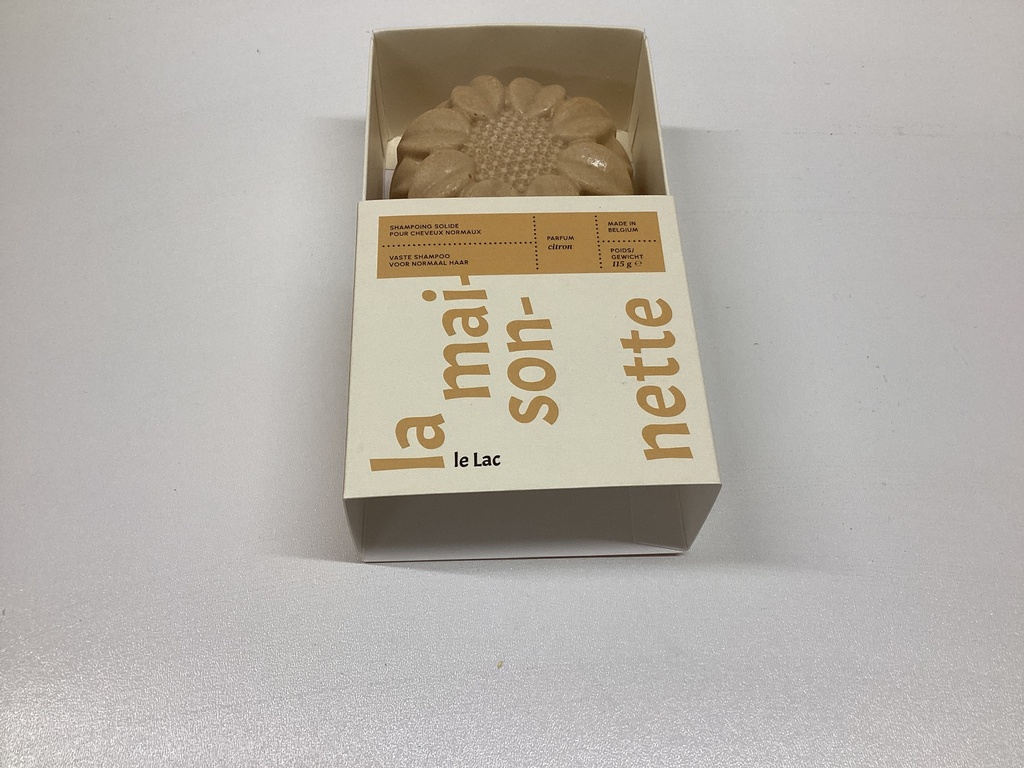 SHAMPOING SOLIDE
POUR CHEVEUX NORMAUX
VASTE SHAMPOO
VOOR NORMAAL HAAR
PARFUM
citron
MADE IN
BELGIUM
POIDS/
GEWICHT
115 g ℮
la
mai-
son-
nette
le Lac